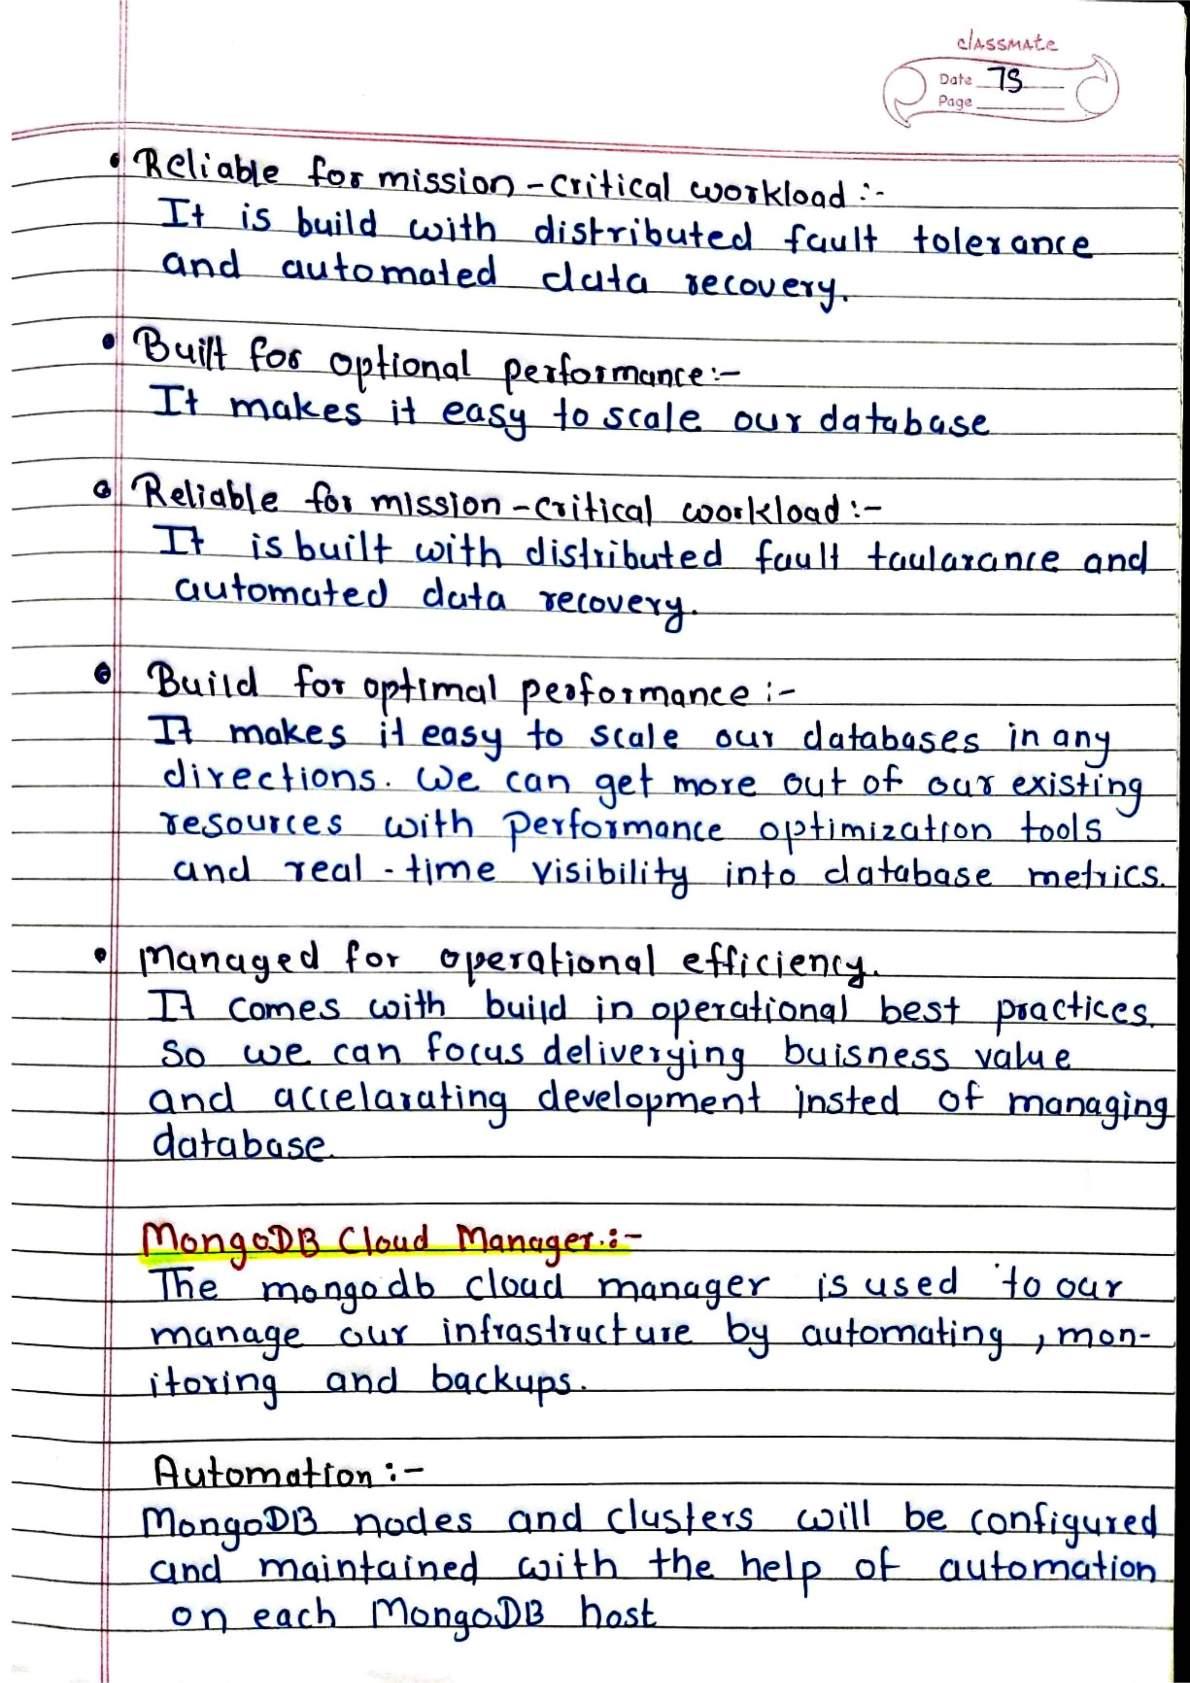 classmate
Date 75
Page
• Reliable for mission-critical workload :-
It is build with distributed fault tolerance
and automated data recovery.
• Built for optional performance:-
It makes it easy to scale our database
• Reliable for mission-critical workload :-
It is built with distributed fault taularance and
automated data recovery.
• Build for optimal performance :-
It makes it easy to scale our databases in any
directions. We can get more out of our existing
resources with performance optimization tools
and real-time visibility into database metrics.
• Managed for operational efficiency.
It comes with build in operational best practices.
So we can focus deliverying buisness value
and accelarating development insted of managing
database.
MongoDB Cloud Manager.:-
The mongodb cloud manager is used to our
manage our infrastructure by automating, mon-
itoring and backups.
Automation :-
MongoDB nodes and clusters will be configured
and maintained with the help of automation
on each MongoDB host